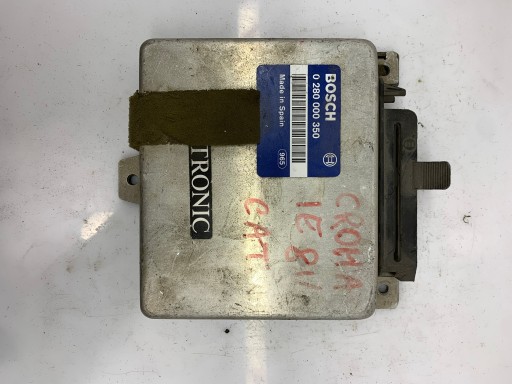 BOSCH
0 280 000 350
Made in Spain
965
TRONIC
CROMA
IE 8V
CAT